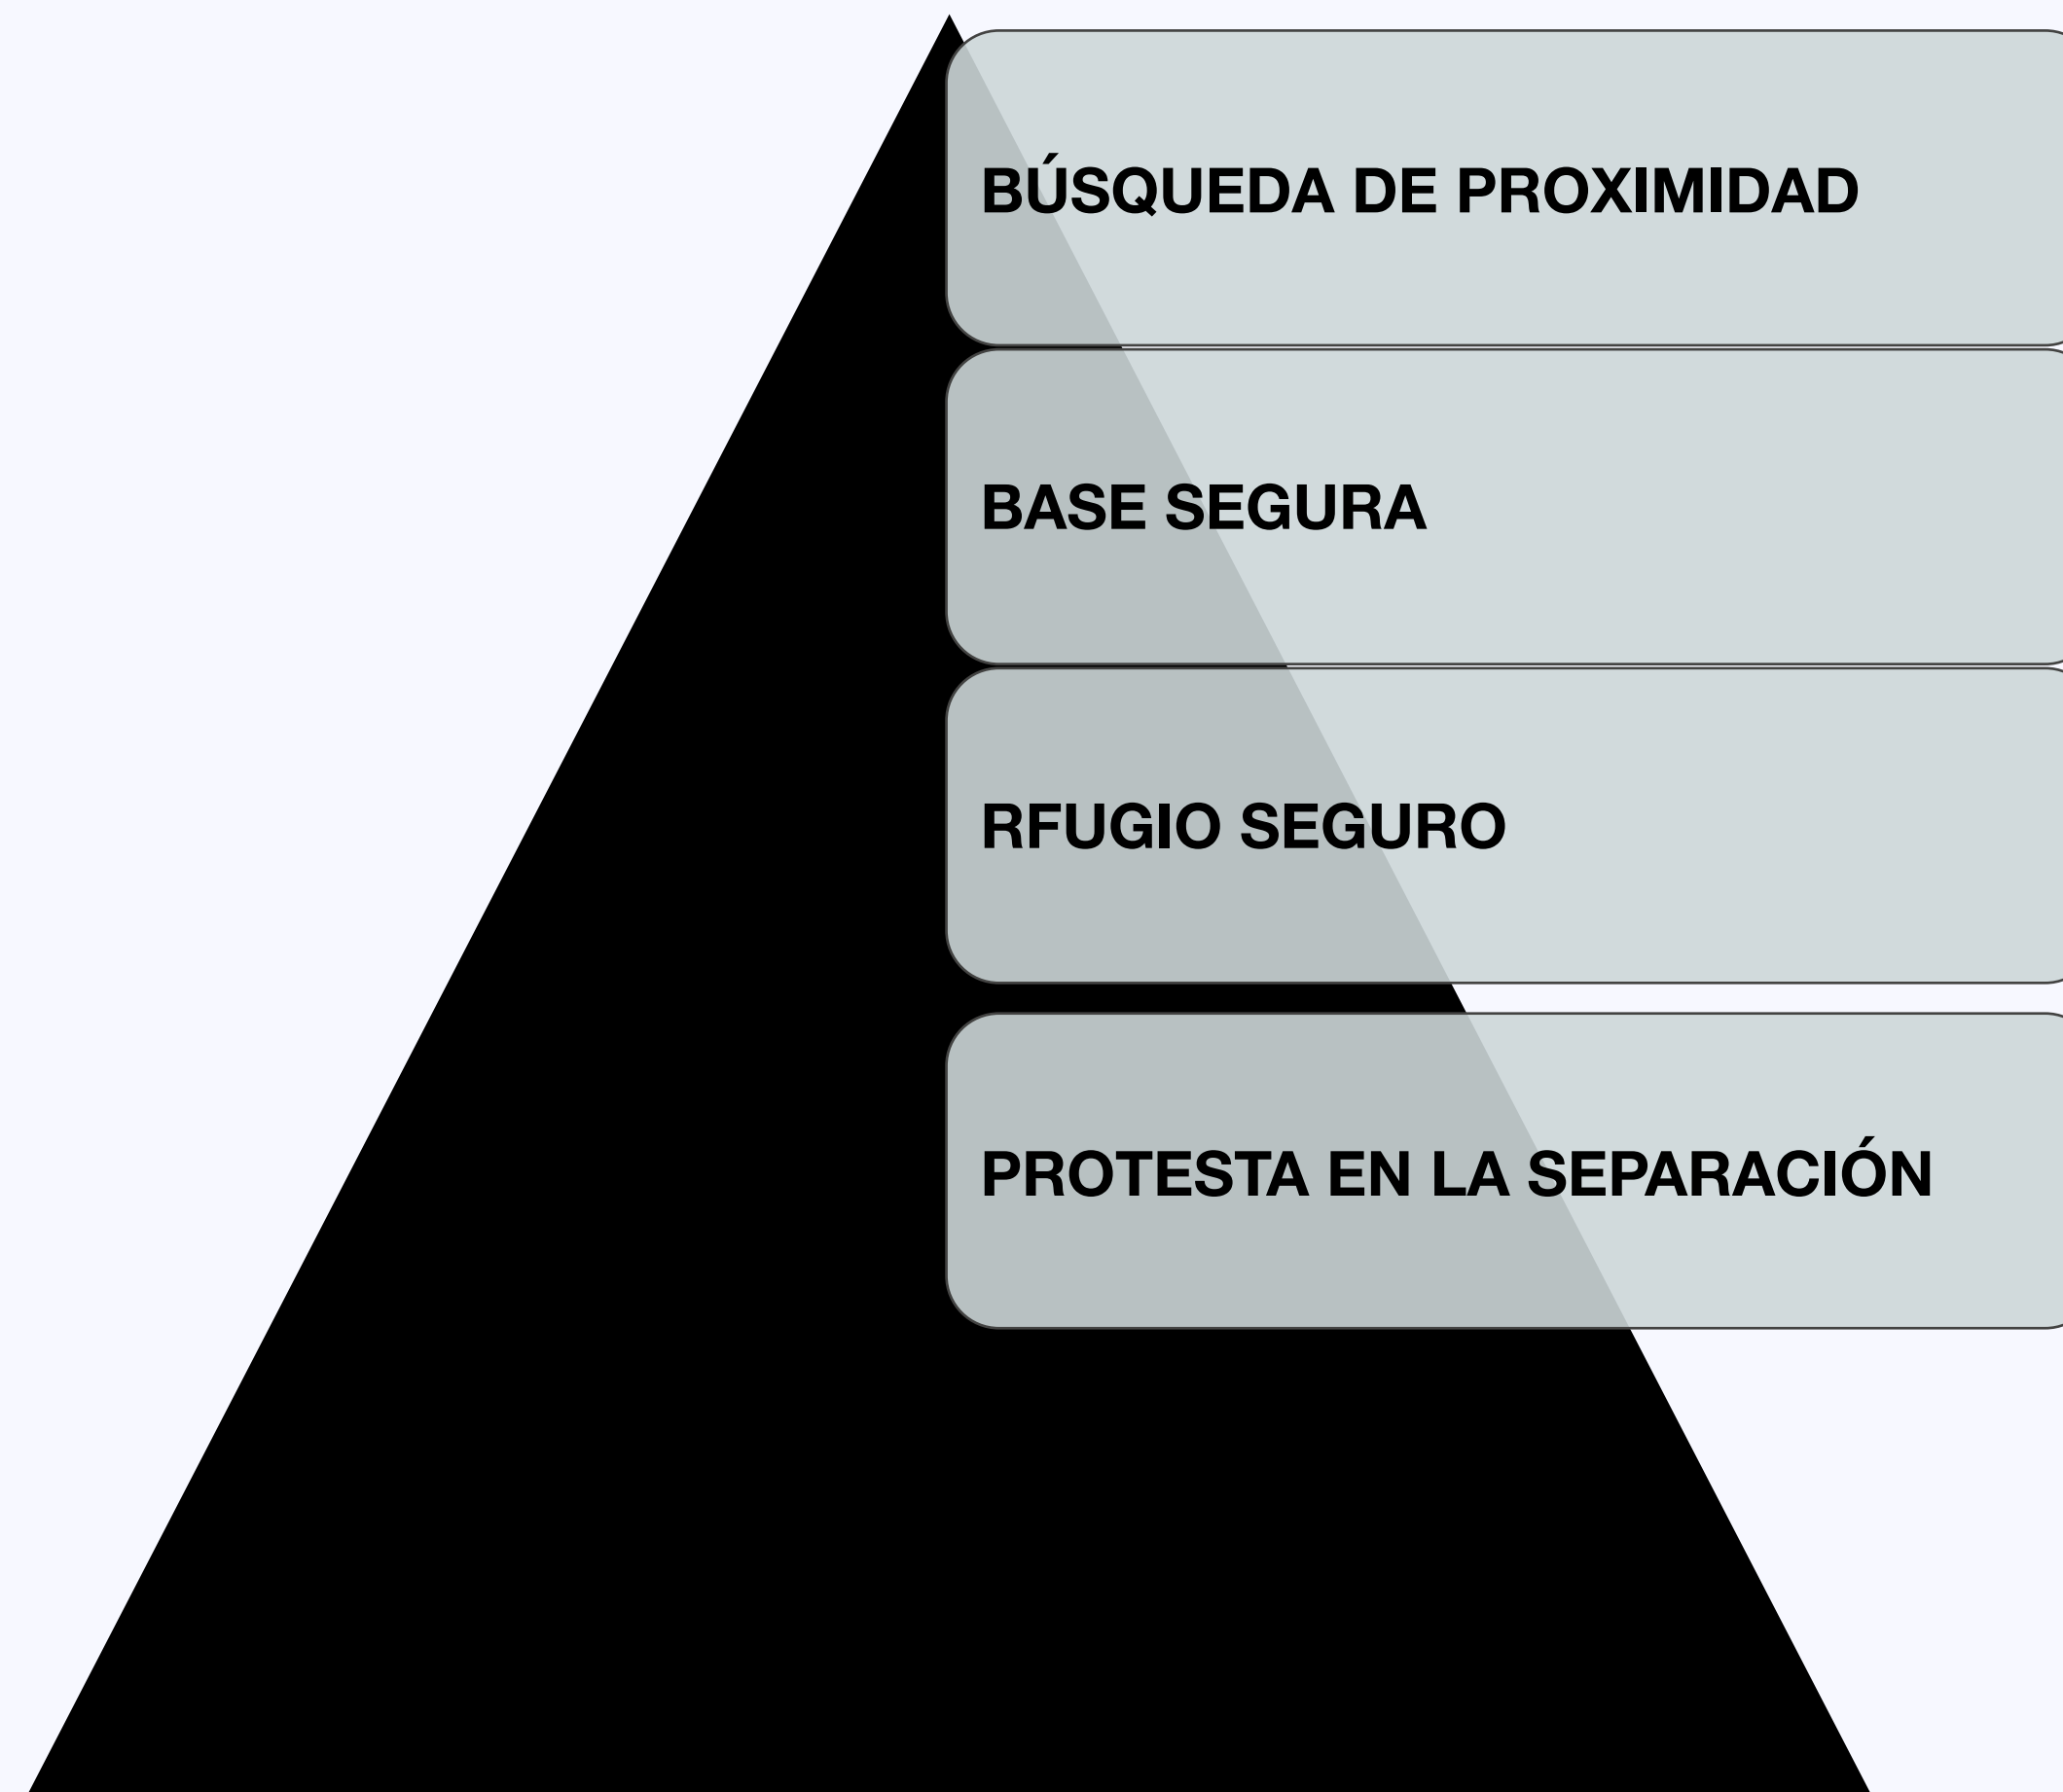 BÚSQUEDA DE PROXIMIDAD
BASE SEGURA
RFUGIO SEGURO
PROTESTA EN LA SEPARACIÓN